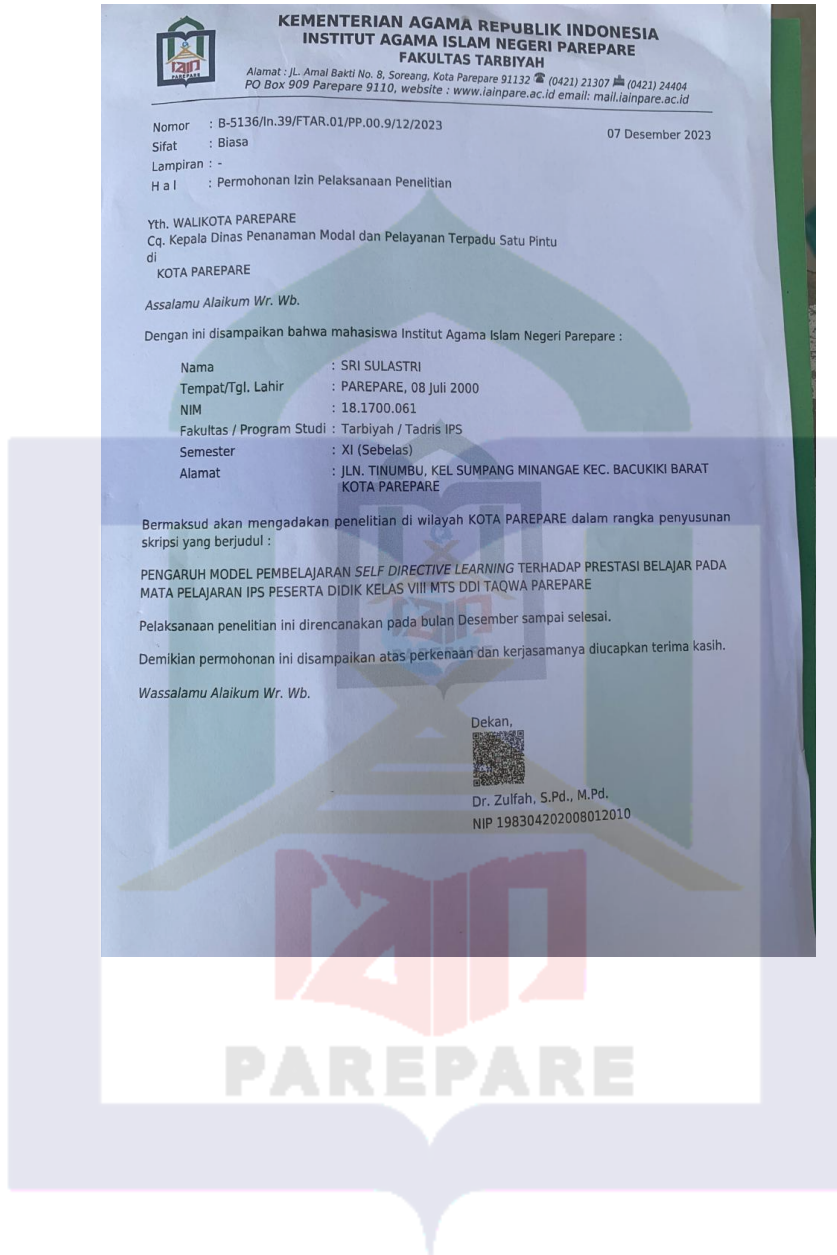 KEMENTERIAN AGAMA REPUBLIK INDONESIA
INSTITUT AGAMA ISLAM NEGERI PAREPARE
FAKULTAS TARBIYAH
Alamat : JL. Amal Bakti No. 8, Soreang, Kota Parepare 91132 ☎ (0421) 21307 📠 (0421) 24404
PO Box 909 Parepare 9110, website : www.iainpare.ac.id email: mail.iainpare.ac.id
IAIN
PAREPARE
Nomor : B-5136/In.39/FTAR.01/PP.00.9/12/2023
07 Desember 2023
Sifat : Biasa
Lampiran : -
H a l : Permohonan Izin Pelaksanaan Penelitian
Yth. WALIKOTA PAREPARE
Cq. Kepala Dinas Penanaman Modal dan Pelayanan Terpadu Satu Pintu
di
KOTA PAREPARE
Assalamu Alaikum Wr. Wb.
Dengan ini disampaikan bahwa mahasiswa Institut Agama Islam Negeri Parepare :
Nama : SRI SULASTRI
Tempat/Tgl. Lahir : PAREPARE, 08 Juli 2000
NIM : 18.1700.061
Fakultas / Program Studi : Tarbiyah / Tadris IPS
Semester : XI (Sebelas)
Alamat : JLN. TINUMBU, KEL SUMPANG MINANGAE KEC. BACUKIKI BARAT
KOTA PAREPARE
Bermaksud akan mengadakan penelitian di wilayah KOTA PAREPARE dalam rangka penyusunan
skripsi yang berjudul :
PENGARUH MODEL PEMBELAJARAN SELF DIRECTIVE LEARNING TERHADAP PRESTASI BELAJAR PADA
MATA PELAJARAN IPS PESERTA DIDIK KELAS VIII MTS DDI TAQWA PAREPARE
Pelaksanaan penelitian ini direncanakan pada bulan Desember sampai selesai.
Demikian permohonan ini disampaikan atas perkenaan dan kerjasamanya diucapkan terima kasih.
Wassalamu Alaikum Wr. Wb.
Dekan,
Dr. Zulfah, S.Pd., M.Pd.
NIP 198304202008012010
IAIN
PAREPARE
IAIN
PAREPARE